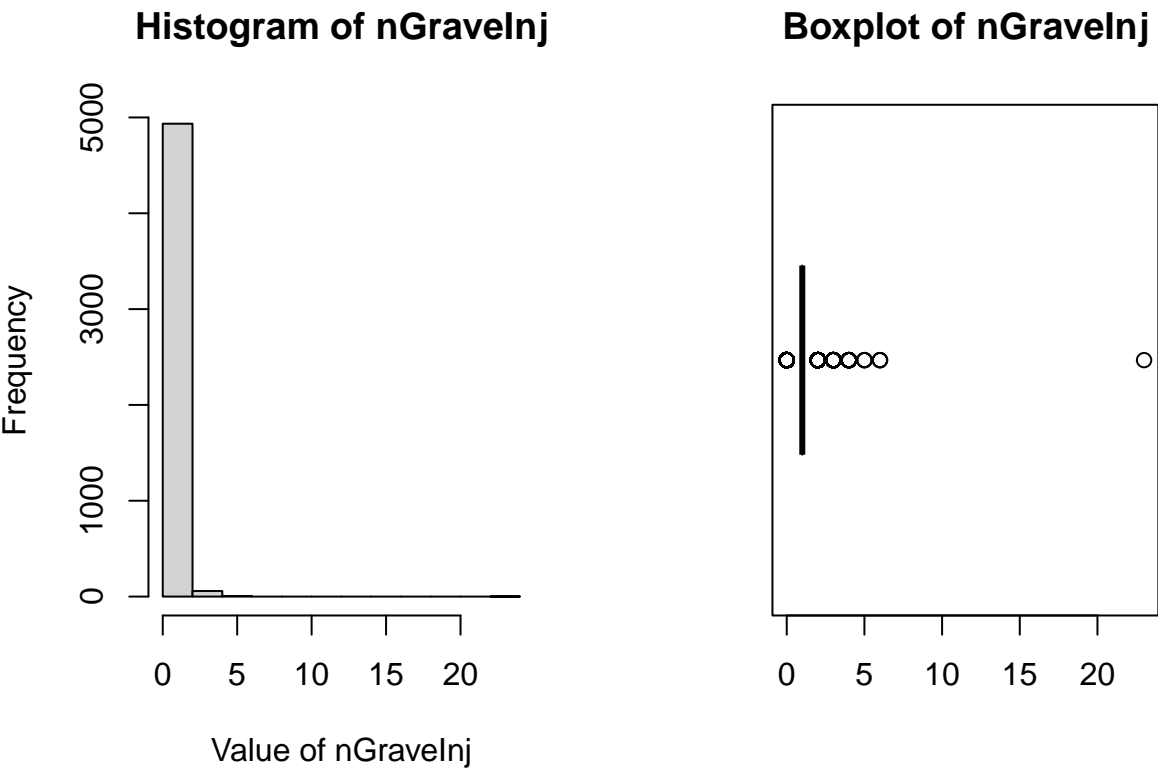 Histogram of nGraveInj
Frequency
5000
3000
1000
0
0 5 10 15 20
Value of nGraveInj
Boxplot of nGraveInj
0 5 10 15 20